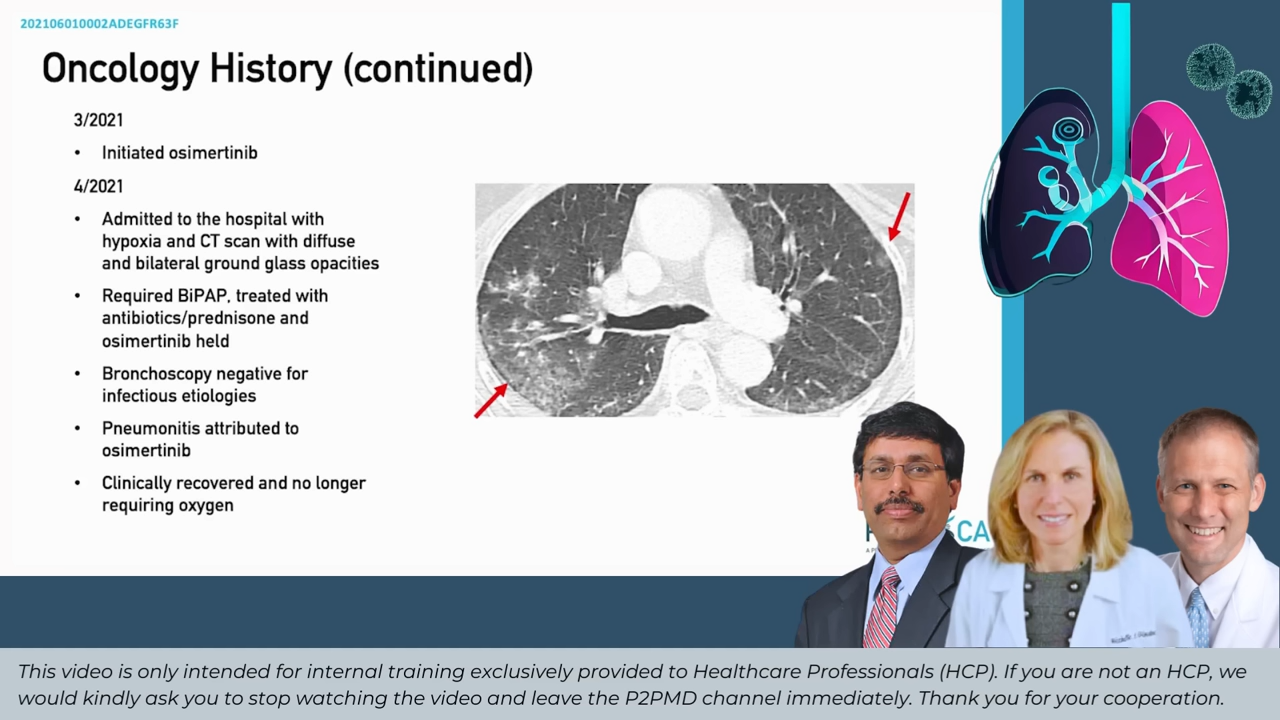 202106010002ADEGFR63F
Oncology History (continued)
3/2021
• Initiated osimertinib
4/2021
• Admitted to the hospital with
hypoxia and CT scan with diffuse
and bilateral ground glass opacities
• Required BiPAP, treated with
antibiotics/prednisone and
osimertinib held
• Bronchoscopy negative for
infectious etiologies
• Pneumonitis attributed to
osimertinib
• Clinically recovered and no longer
requiring oxygen
This video is only intended for internal training exclusively provided to Healthcare Professionals (HCP). If you are not an HCP, we
would kindly ask you to stop watching the video and leave the P2PMD channel immediately. Thank you for your cooperation.